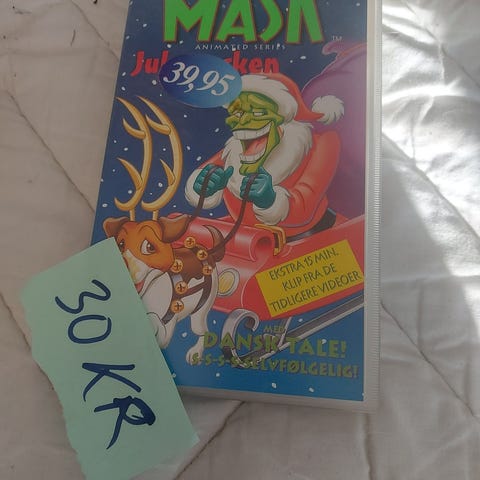 MASK
TM
ANIMATED SERIES
39,95
EKSTRA 15 MIN.
KLIP FRA DE
TIDLIGERE VIDEOER
MED
DANSK TALE!
S-S-S-SELVFØLGELIG!
30 KR